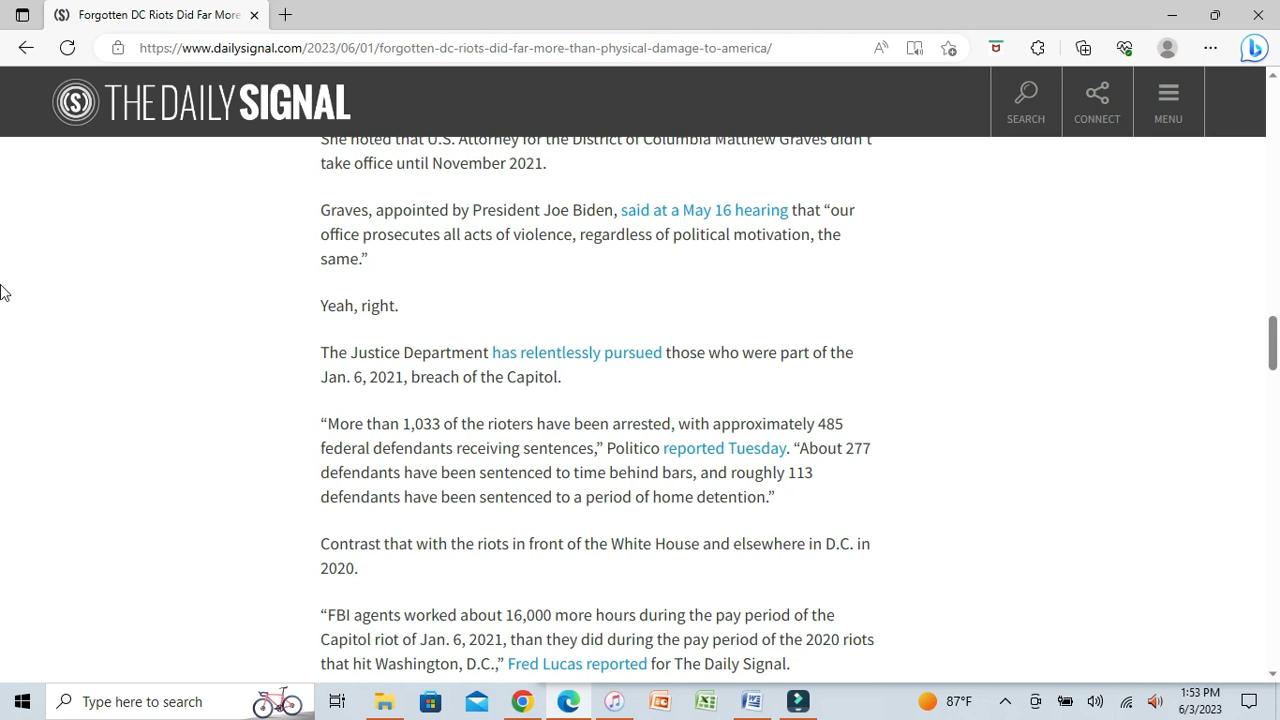 Forgotten DC Riots Did Far More
https://www.dailysignal.com/2023/06/01/forgotten-dc-riots-did-far-more-than-physical-damage-to-america/
THE DAILY SIGNAL
SEARCH
CONNECT
MENU
She noted that U.S. Attorney for the District of Columbia Matthew Graves didn't
take office until November 2021.
Graves, appointed by President Joe Biden, said at a May 16 hearing that “our
office prosecutes all acts of violence, regardless of political motivation, the
same.”
Yeah, right.
The Justice Department has relentlessly pursued those who were part of the
Jan. 6, 2021, breach of the Capitol.
“More than 1,033 of the rioters have been arrested, with approximately 485
federal defendants receiving sentences,” Politico reported Tuesday. “About 277
defendants have been sentenced to time behind bars, and roughly 113
defendants have been sentenced to a period of home detention.”
Contrast that with the riots in front of the White House and elsewhere in D.C. in
2020.
“FBI agents worked about 16,000 more hours during the pay period of the
Capitol riot of Jan. 6, 2021, than they did during the pay period of the 2020 riots
that hit Washington, D.C.,” Fred Lucas reported for The Daily Signal.
Type here to search
87°F
1:53 PM
6/3/2023